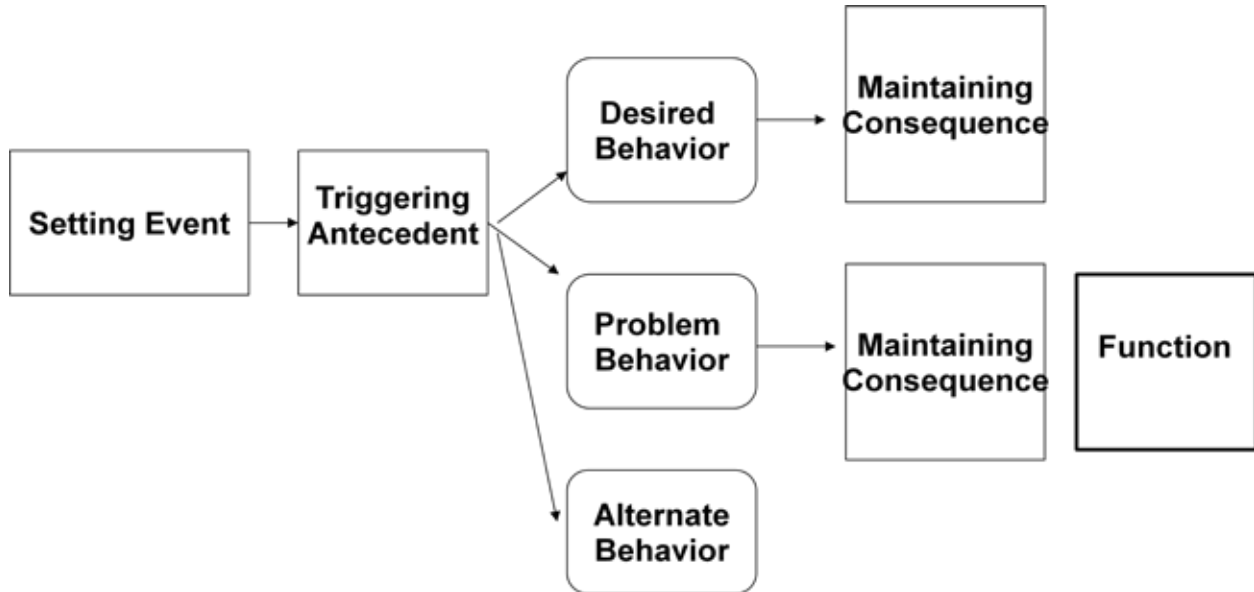 Setting Event
Triggering
Antecedent
Desired
Behavior
Maintaining
Consequence
Problem
Behavior
Maintaining
Consequence
Function
Alternate
Behavior